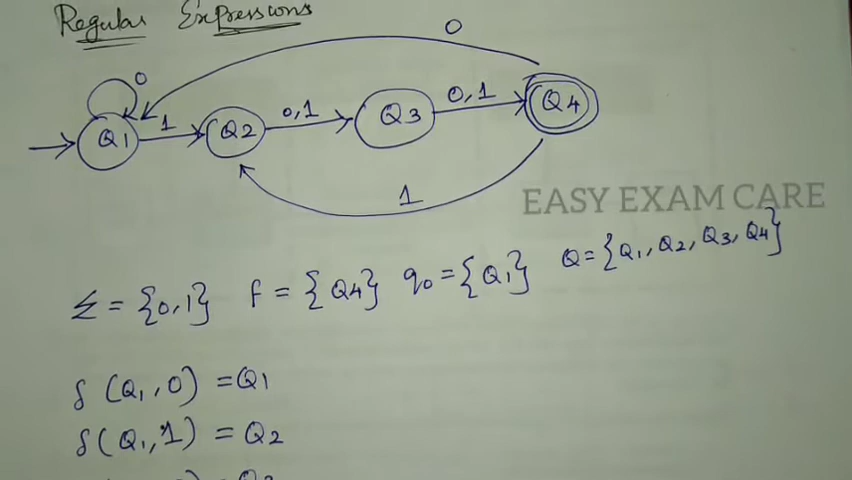 Regular Expressions
0
0
Q1
1
Q2
0,1
Q3
0,1
Q4
1
EASY EXAM CARE
Σ = {0,1} F = {Q4} q0 = {Q1} Q = {Q1, Q2, Q3, Q4}
δ (Q1, 0) = Q1
δ (Q1, 1) = Q2